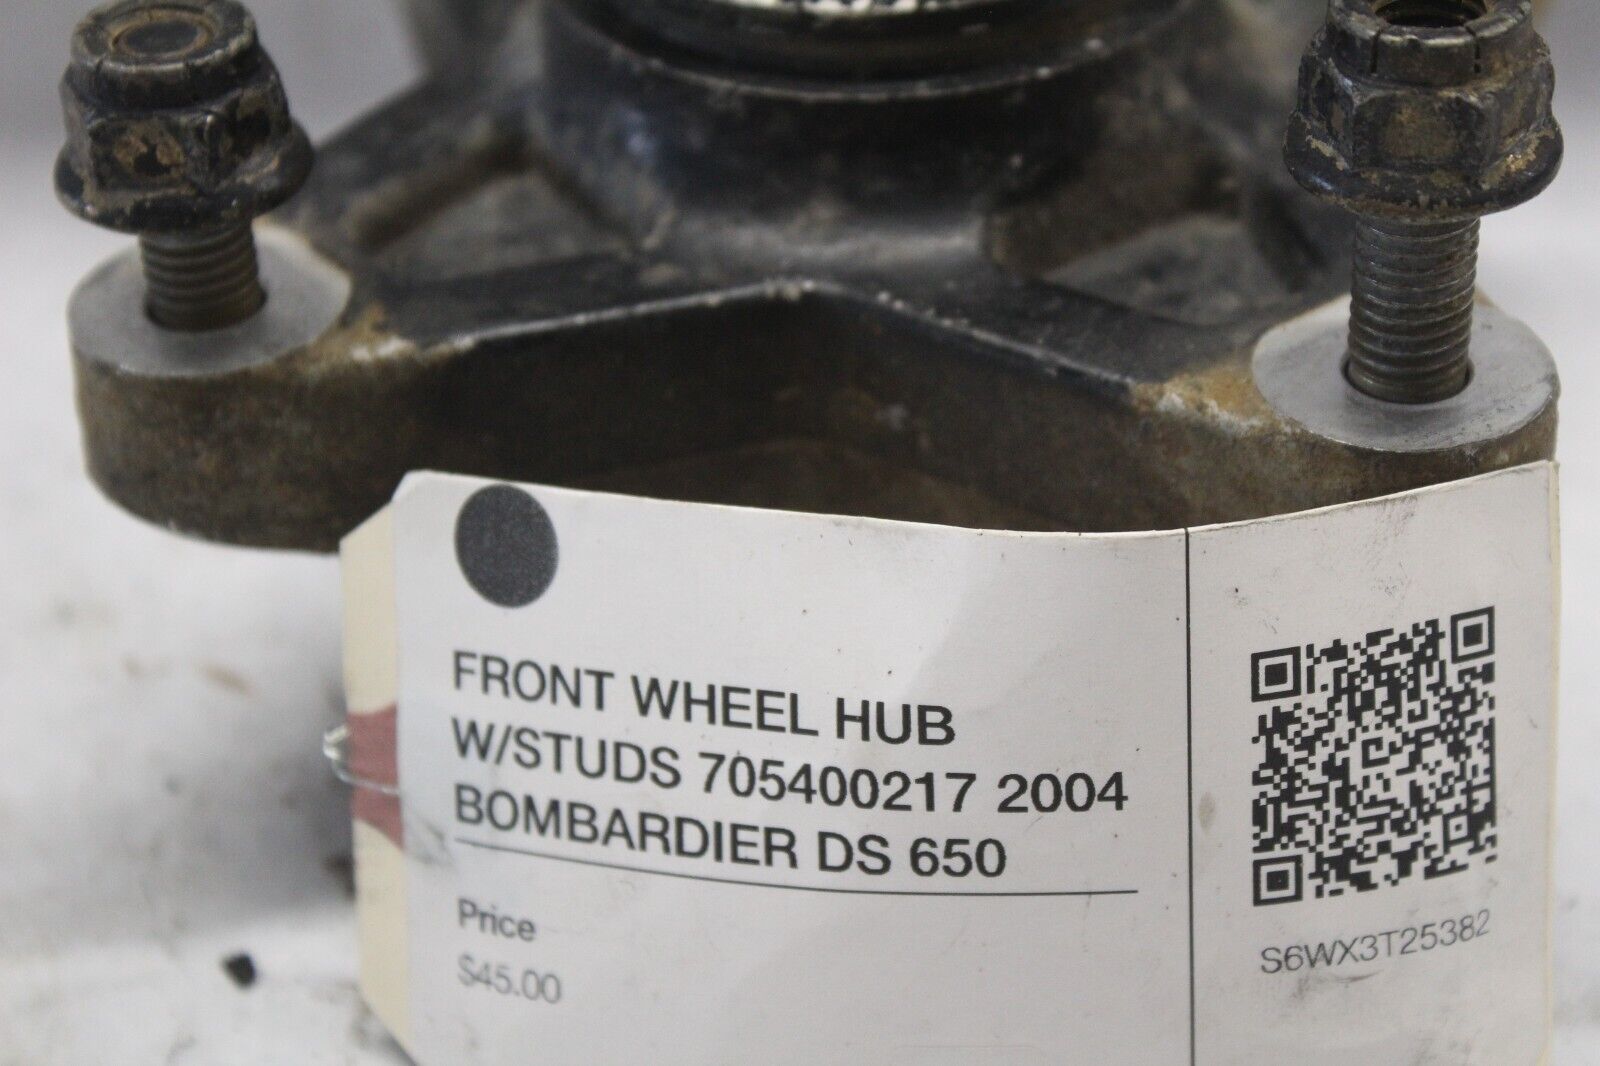 FRONT WHEEL HUB
W/STUDS 705400217 2004
BOMBARDIER DS 650
Price
$45.00
S6WX3T25382